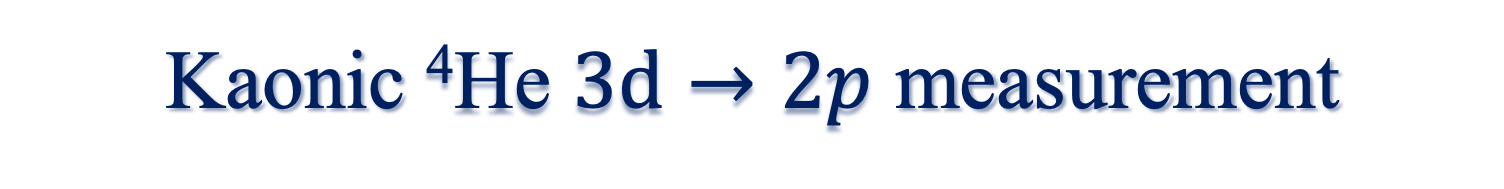 Kaonic ⁴He 3d → 2p measurement